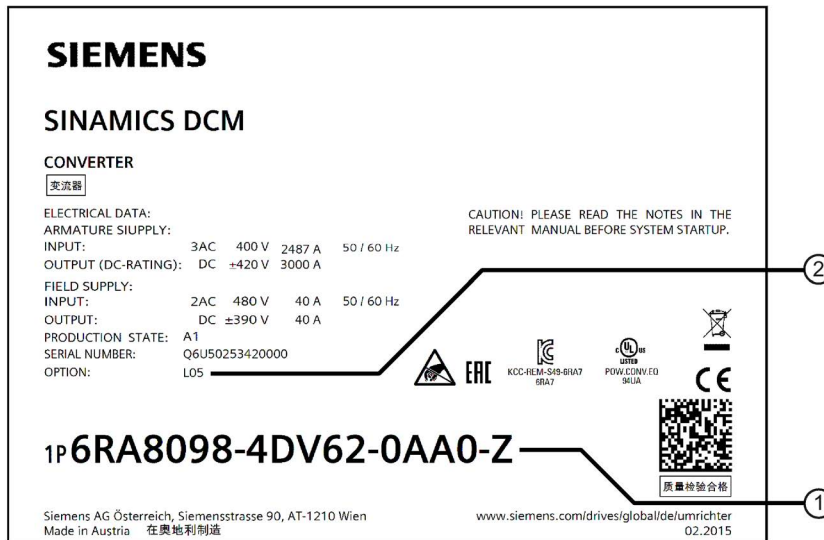 SIEMENS
SINAMICS DCM
CONVERTER
变流器
ELECTRICAL DATA:
ARMATURE SIUPPLY:
INPUT: 3AC 400 V 2487 A 50 / 60 Hz
OUTPUT (DC-RATING): DC ±420 V 3000 A
FIELD SUPPLY:
INPUT: 2AC 480 V 40 A 50 / 60 Hz
OUTPUT: DC ±390 V 40 A
PRODUCTION STATE: A1
SERIAL NUMBER: Q6U50253420000
OPTION: L05
CAUTION! PLEASE READ THE NOTES IN THE
RELEVANT MANUAL BEFORE SYSTEM STARTUP.
2
EAC
KCC-REM-S49-6RA7
6RA7
c UL us
LISTED
POW.CONV.EQ
94UA
CE
1P 6RA8098-4DV62-0AA0-Z
质量检验合格
1
Siemens AG Österreich, Siemensstrasse 90, AT-1210 Wien
Made in Austria 在奥地利制造
www.siemens.com/drives/global/de/umrichter
02.2015